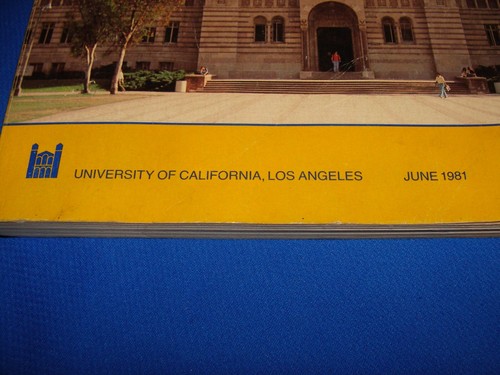 UNIVERSITY OF CALIFORNIA, LOS ANGELES JUNE 1981